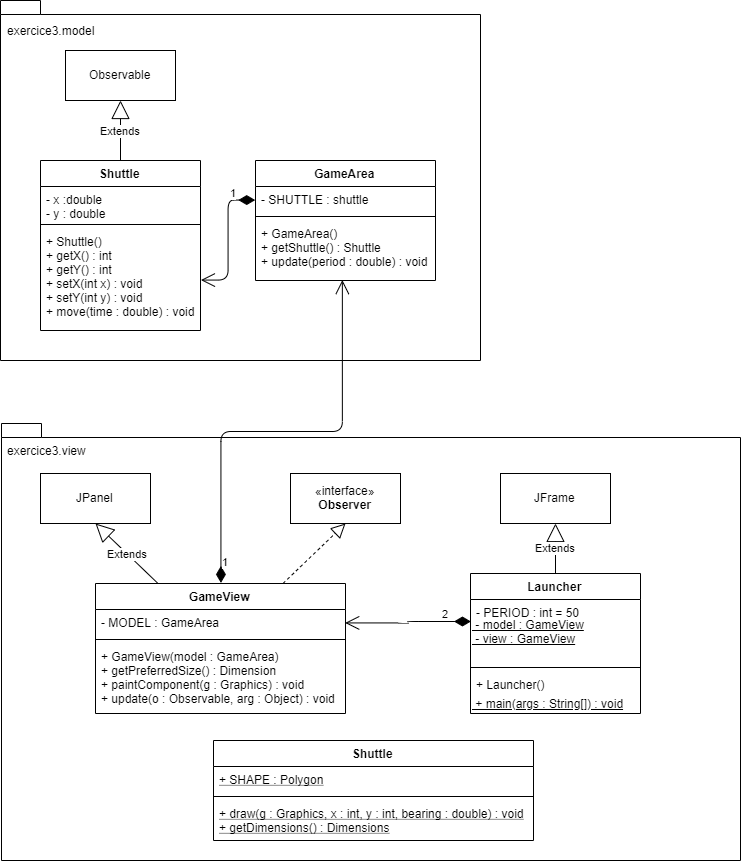 exercice3.model
Observable
Extends
Shuttle
- x :double
- y : double
+ Shuttle()
+ getX() : int
+ getY() : int
+ setX(int x) : void
+ setY(int y) : void
+ move(time : double) : void
1
GameArea
- SHUTTLE : shuttle
+ GameArea()
+ getShuttle() : Shuttle
+ update(period : double) : void
exercice3.view
JPanel
«interface»
Observer
JFrame
Extends
1
Extends
GameView
- MODEL : GameArea
+ GameView(model : GameArea)
+ getPreferredSize() : Dimension
+ paintComponent(g : Graphics) : void
+ update(o : Observable, arg : Object) : void
2
Launcher
- PERIOD : int = 50
- model : GameView
- view : GameView
+ Launcher()
+ main(args : String[]) : void
Shuttle
+ SHAPE : Polygon
+ draw(g : Graphics, x : int, y : int, bearing : double) : void
+ getDimensions() : Dimensions